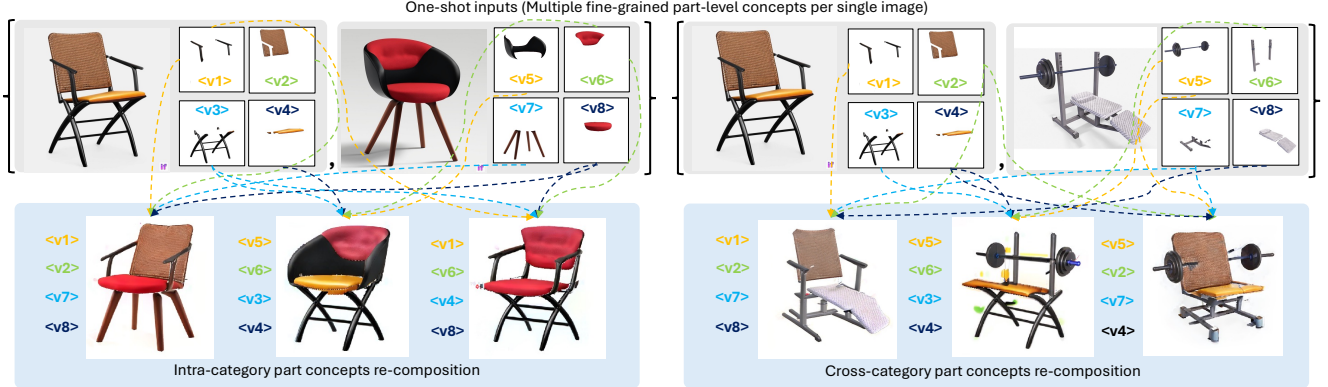 One-shot inputs (Multiple fine-grained part-level concepts per single image)
<v1> <v2>
<v3> <v4>
,
<v5> <v6>
<v7> <v8>
<v1> <v2>
<v3> <v4>
,
<v5> <v6>
<v7> <v8>
<v1>
<v2>
<v7>
<v8>
<v5>
<v6>
<v3>
<v4>
<v1>
<v6>
<v4>
<v8>
Intra-category part concepts re-composition
<v1>
<v2>
<v7>
<v8>
<v5>
<v6>
<v3>
<v4>
<v5>
<v2>
<v7>
<v4>
Cross-category part concepts re-composition